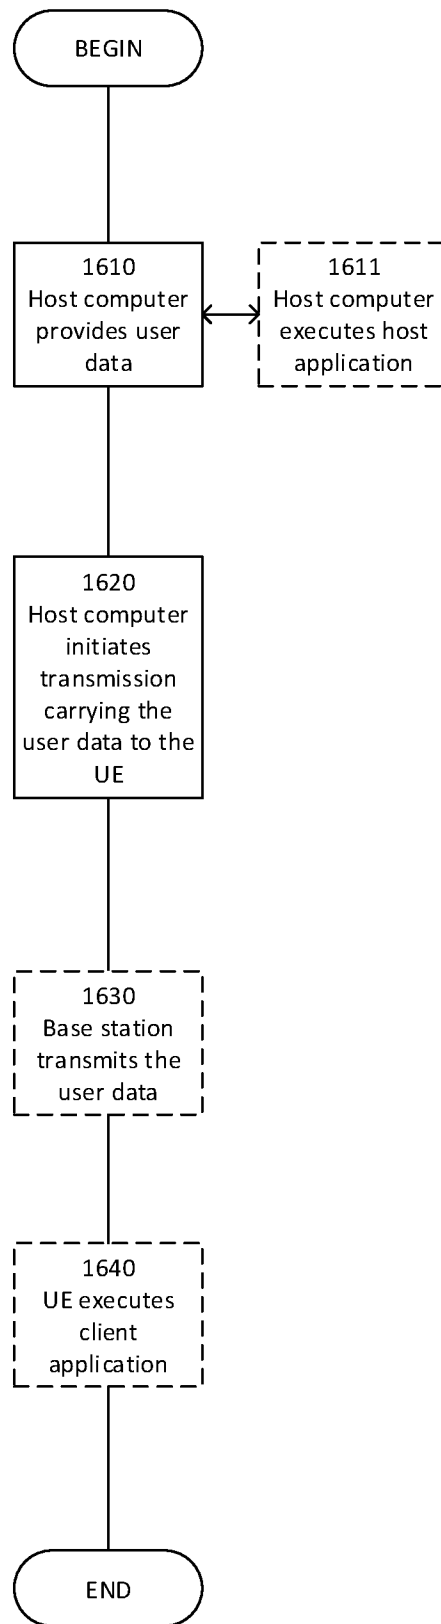 BEGIN
1610
Host computer
provides user
data
1611
Host computer
executes host
application
1620
Host computer
initiates
transmission
carrying the
user data to the
UE
1630
Base station
transmits the
user data
1640
UE executes
client
application
END